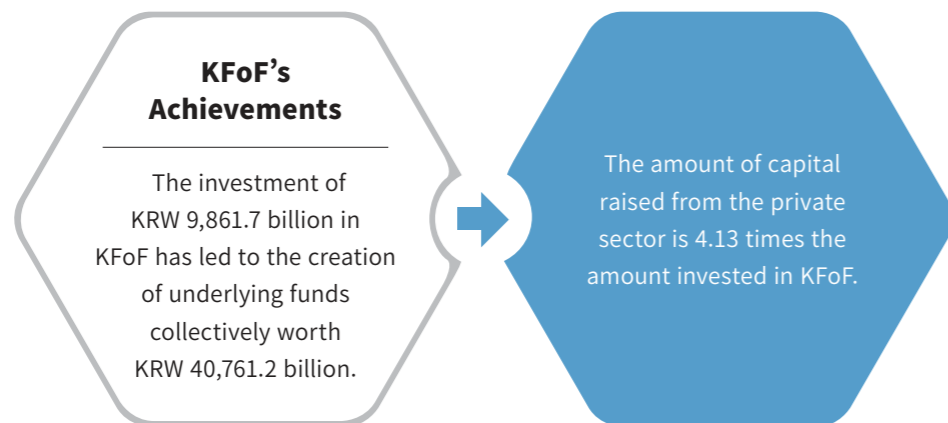 KFoF’s
Achievements
The investment of
KRW 9,861.7 billion in
KFoF has led to the creation
of underlying funds
collectively worth
KRW 40,761.2 billion.
The amount of capital
raised from the private
sector is 4.13 times the
amount invested in KFoF.